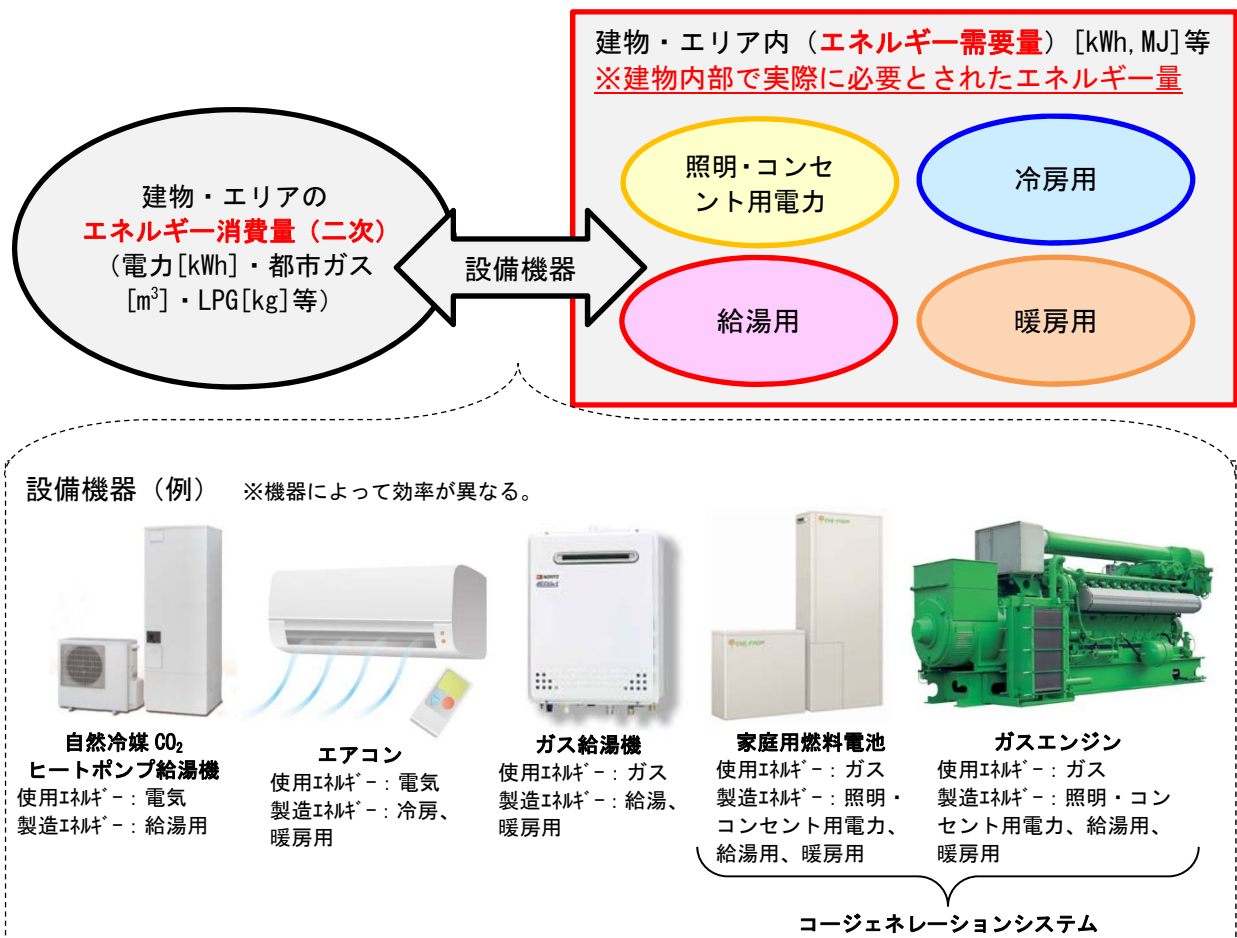 建物・エリア内（エネルギー需要量）[kWh,MJ]等
※建物内部で実際に必要とされたエネルギー量
照明・コンセ
ント用電力
冷房用
給湯用
暖房用
建物・エリアの
エネルギー消費量（二次）
（電力[kWh]・都市ガス
[m³]・LPG[kg]等）
設備機器
設備機器（例）　※機器によって効率が異なる。
NORITZ
自然冷媒 CO₂
ヒートポンプ給湯機
使用ｴﾈﾙｷﾞｰ：電気
製造ｴﾈﾙｷﾞｰ：給湯用
エアコン
使用ｴﾈﾙｷﾞｰ：電気
製造ｴﾈﾙｷﾞｰ：冷房、
暖房用
ガス給湯機
使用ｴﾈﾙｷﾞｰ：ガス
製造ｴﾈﾙｷﾞｰ：給湯、
暖房用
家庭用燃料電池
使用ｴﾈﾙｷﾞｰ：ガス
製造ｴﾈﾙｷﾞｰ：照明・
コンセント用電力、
給湯用、暖房用
ガスエンジン
使用ｴﾈﾙｷﾞｰ：ガス
製造ｴﾈﾙｷﾞｰ：照明・コン
セント用電力、給湯用、
暖房用
コージェネレーションシステム